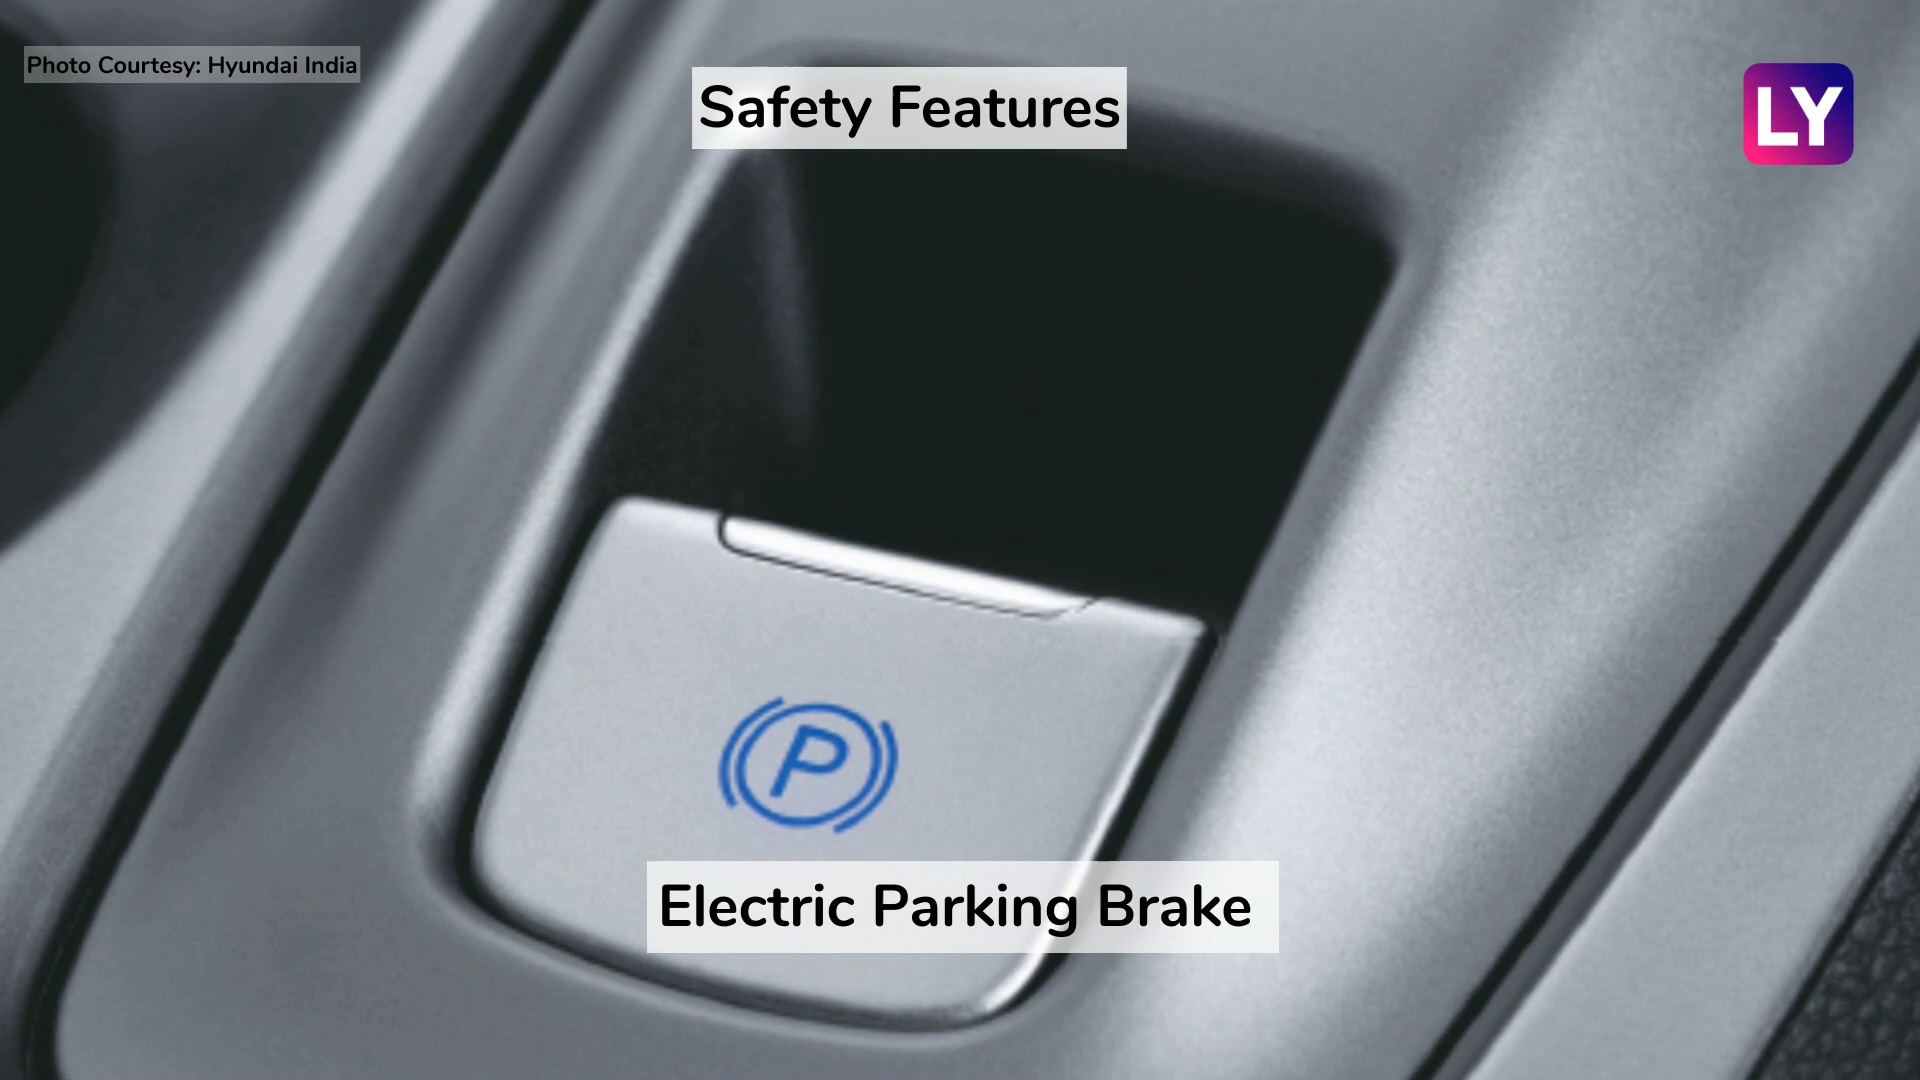 Photo Courtesy: Hyundai India
Safety Features
LY
P
Electric Parking Brake